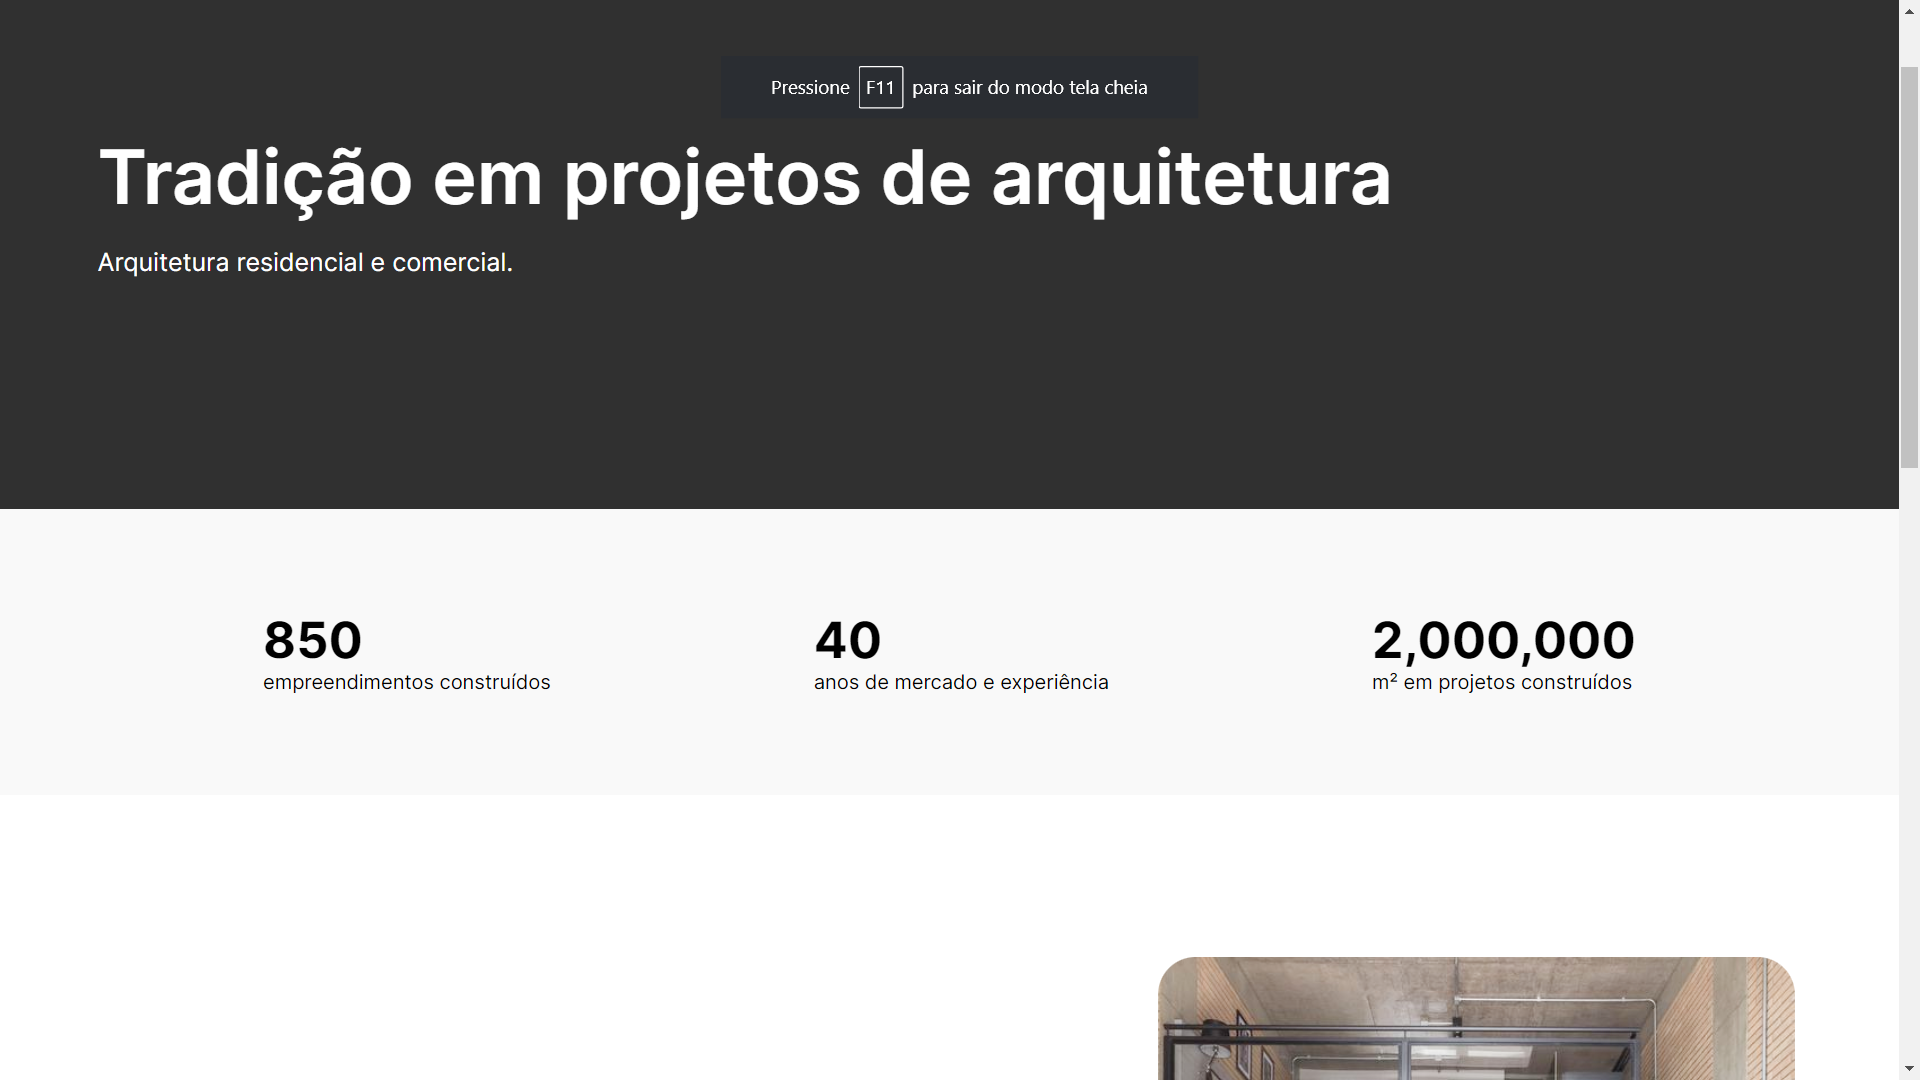 Pressione F11 para sair do modo tela cheia
Tradição em projetos de arquitetura
Arquitetura residencial e comercial.
850
empreendimentos construídos
40
anos de mercado e experiência
2,000,000
m² em projetos construídos